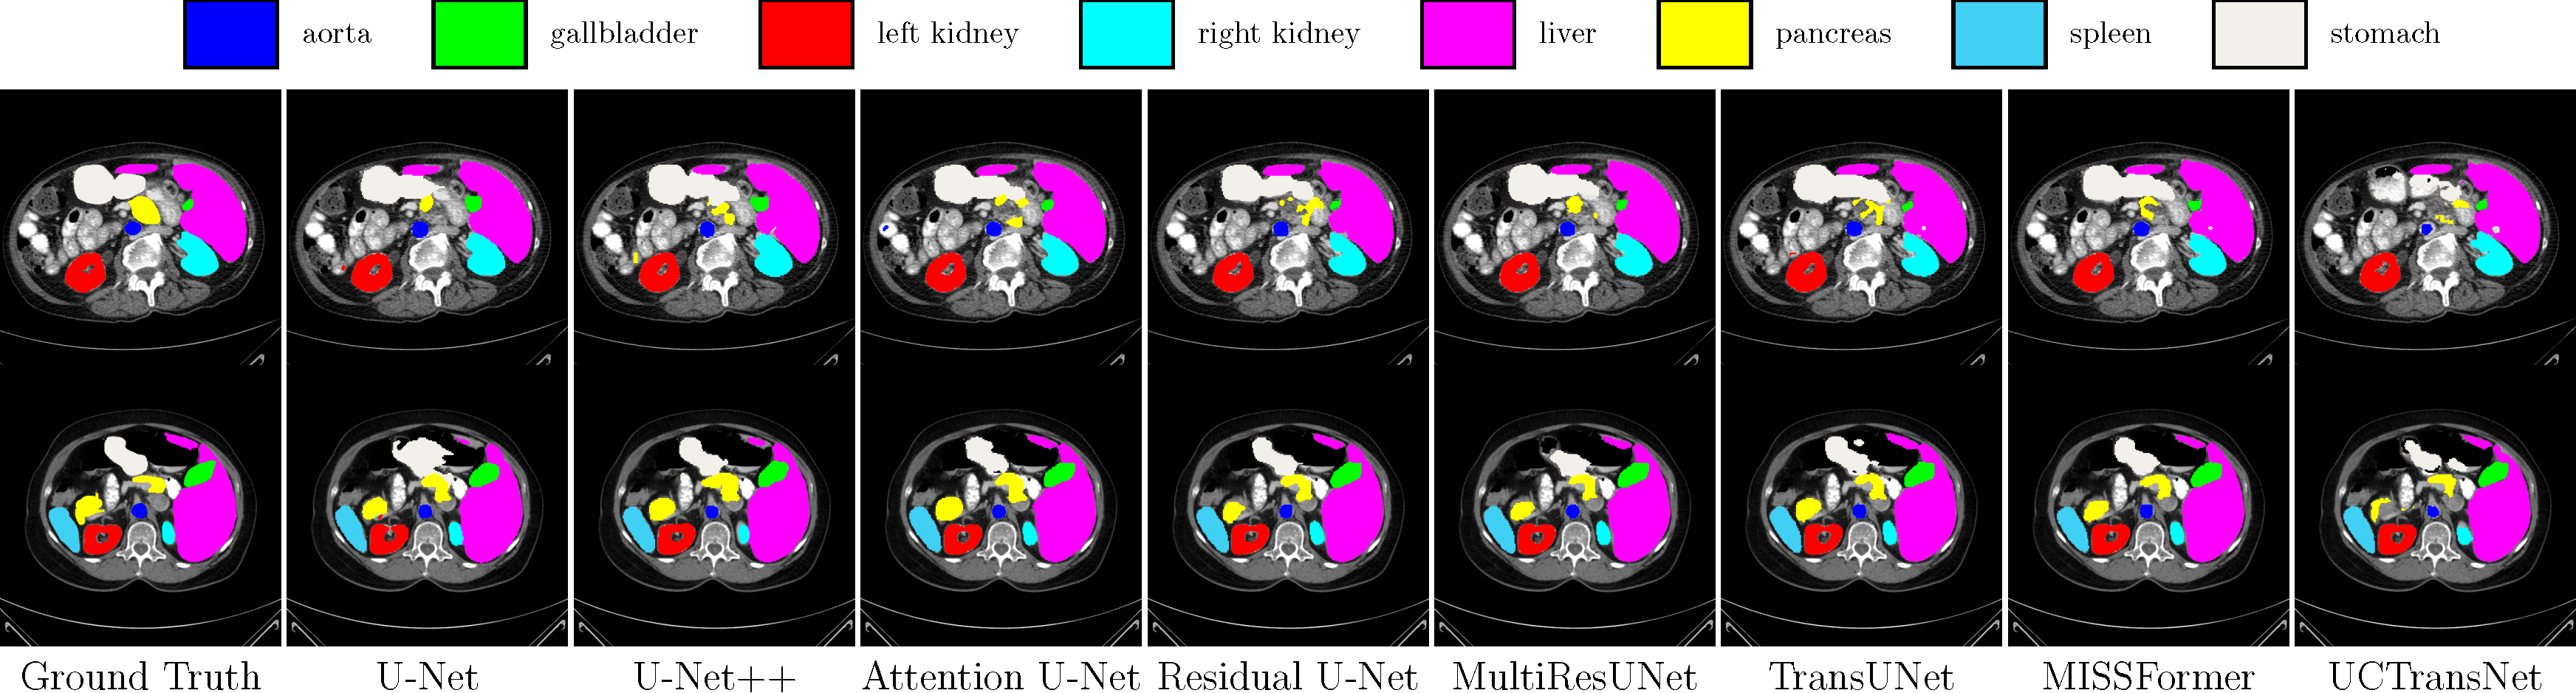 aorta gallbladder left kidney right kidney liver pancreas spleen stomach
Ground Truth U-Net U-Net++ Attention U-Net Residual U-Net MultiResUNet TransUNet MISSFormer UCTransNet